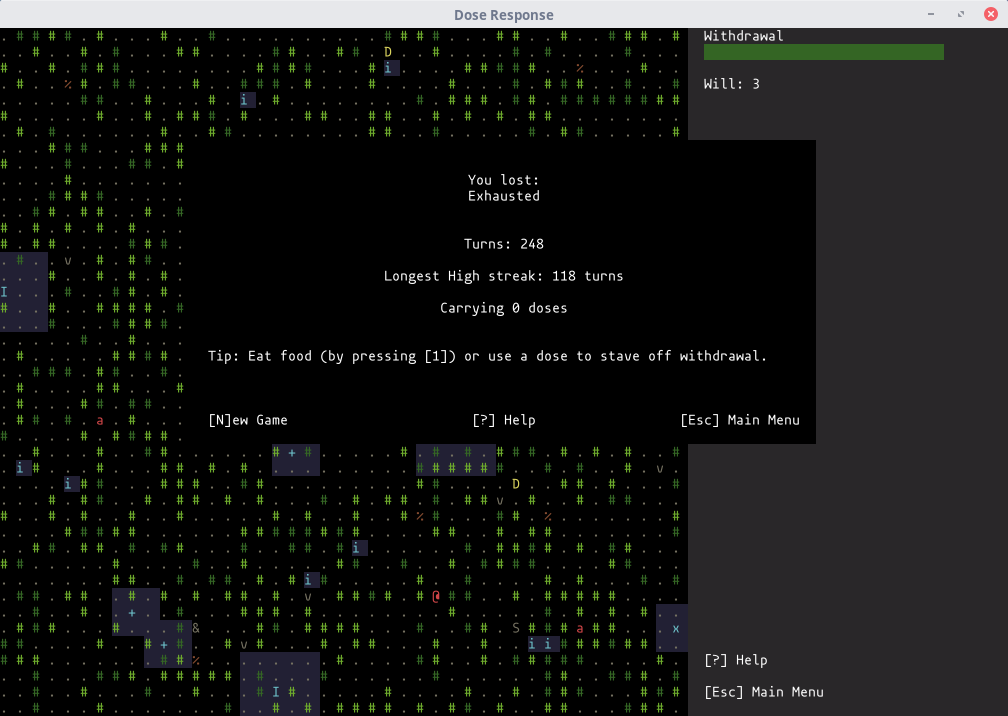 Dose Response
Withdrawal
Will: 3
You lost:
Exhausted
Turns: 248
Longest High streak: 118 turns
Carrying 0 doses
Tip: Eat food (by pressing [1]) or use a dose to stave off withdrawal.
[N]ew Game
[?] Help
[Esc] Main Menu
[?] Help
[Esc] Main Menu